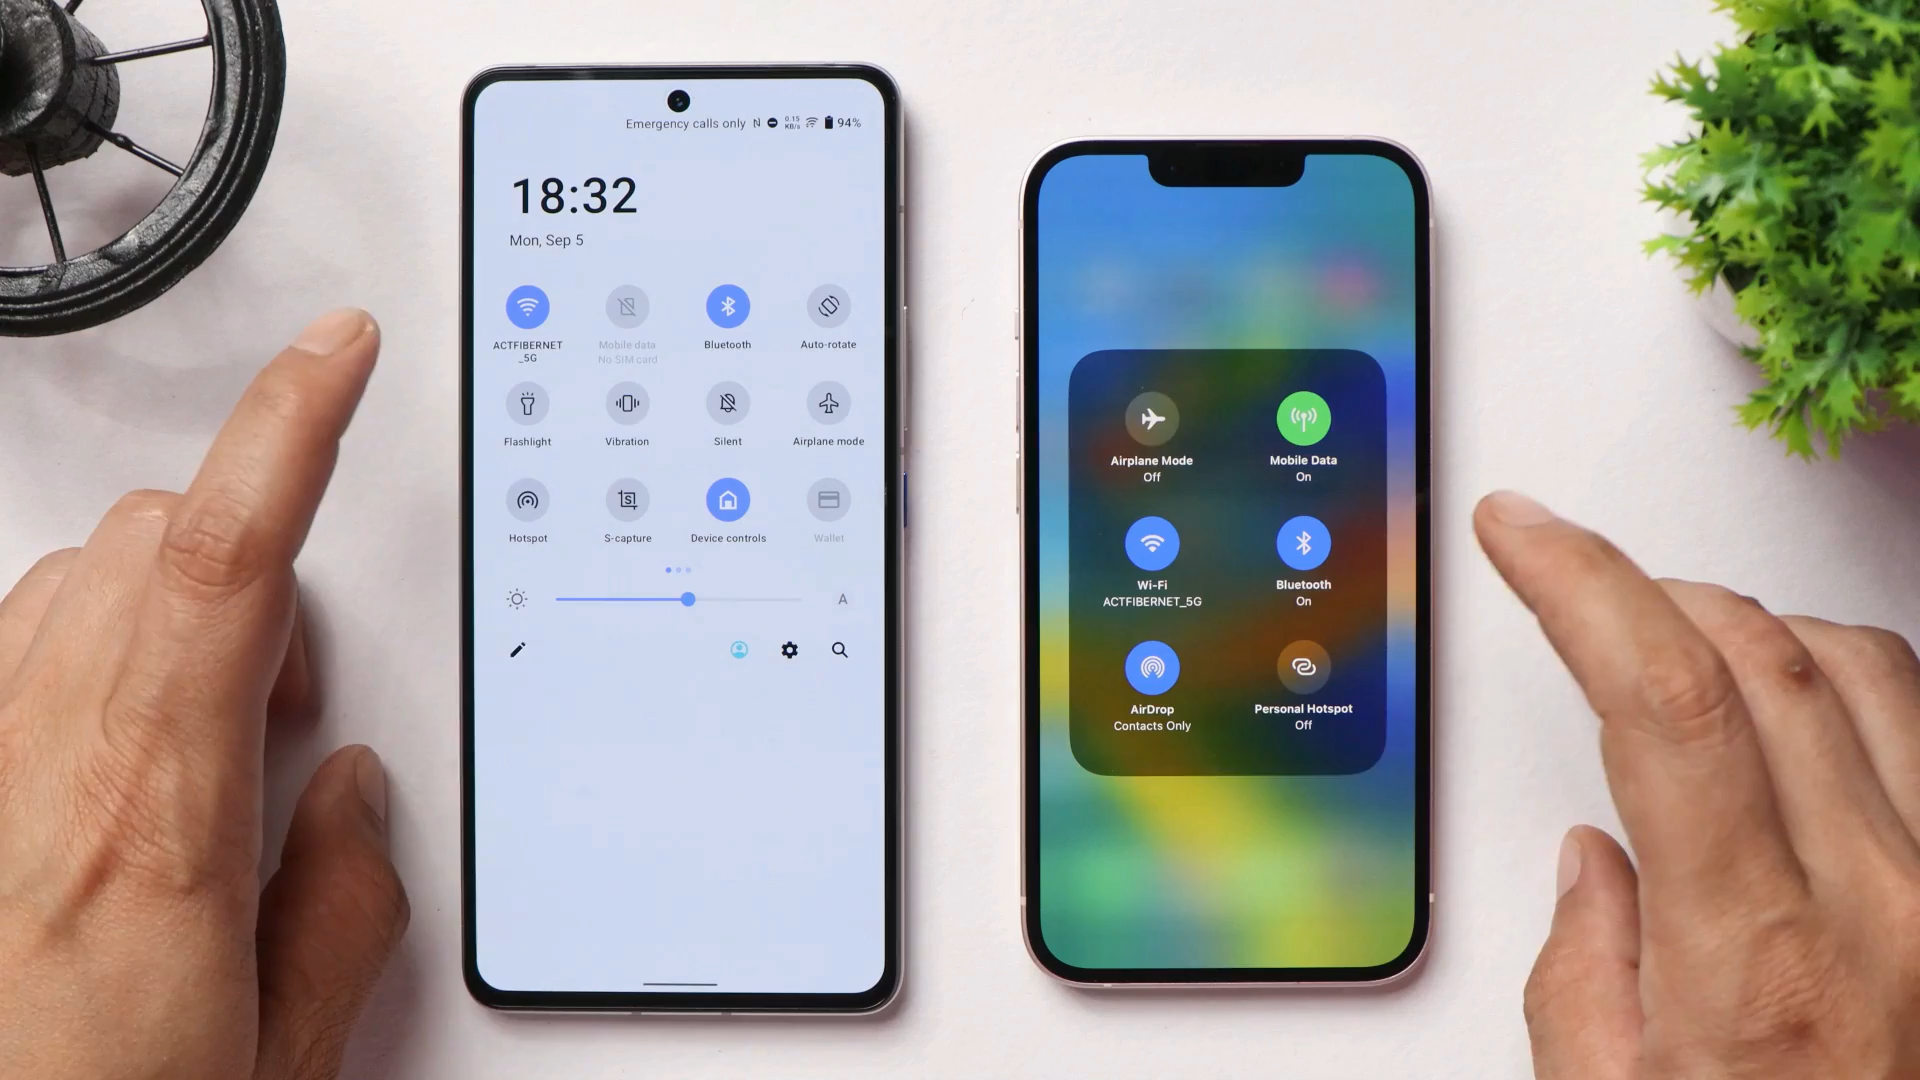 Emergency calls only 0.15 KB/s 94%
18:32
Mon, Sep 5
ACTFIBERNET
_5G
Mobile data
No SIM card
Bluetooth
Auto-rotate
Flashlight
Vibration
Silent
Airplane mode
Hotspot
S-capture
Device controls
Wallet
A
Airplane Mode
Off
Mobile Data
On
Wi-Fi
ACTFIBERNET_5G
Bluetooth
On
AirDrop
Contacts Only
Personal Hotspot
Off